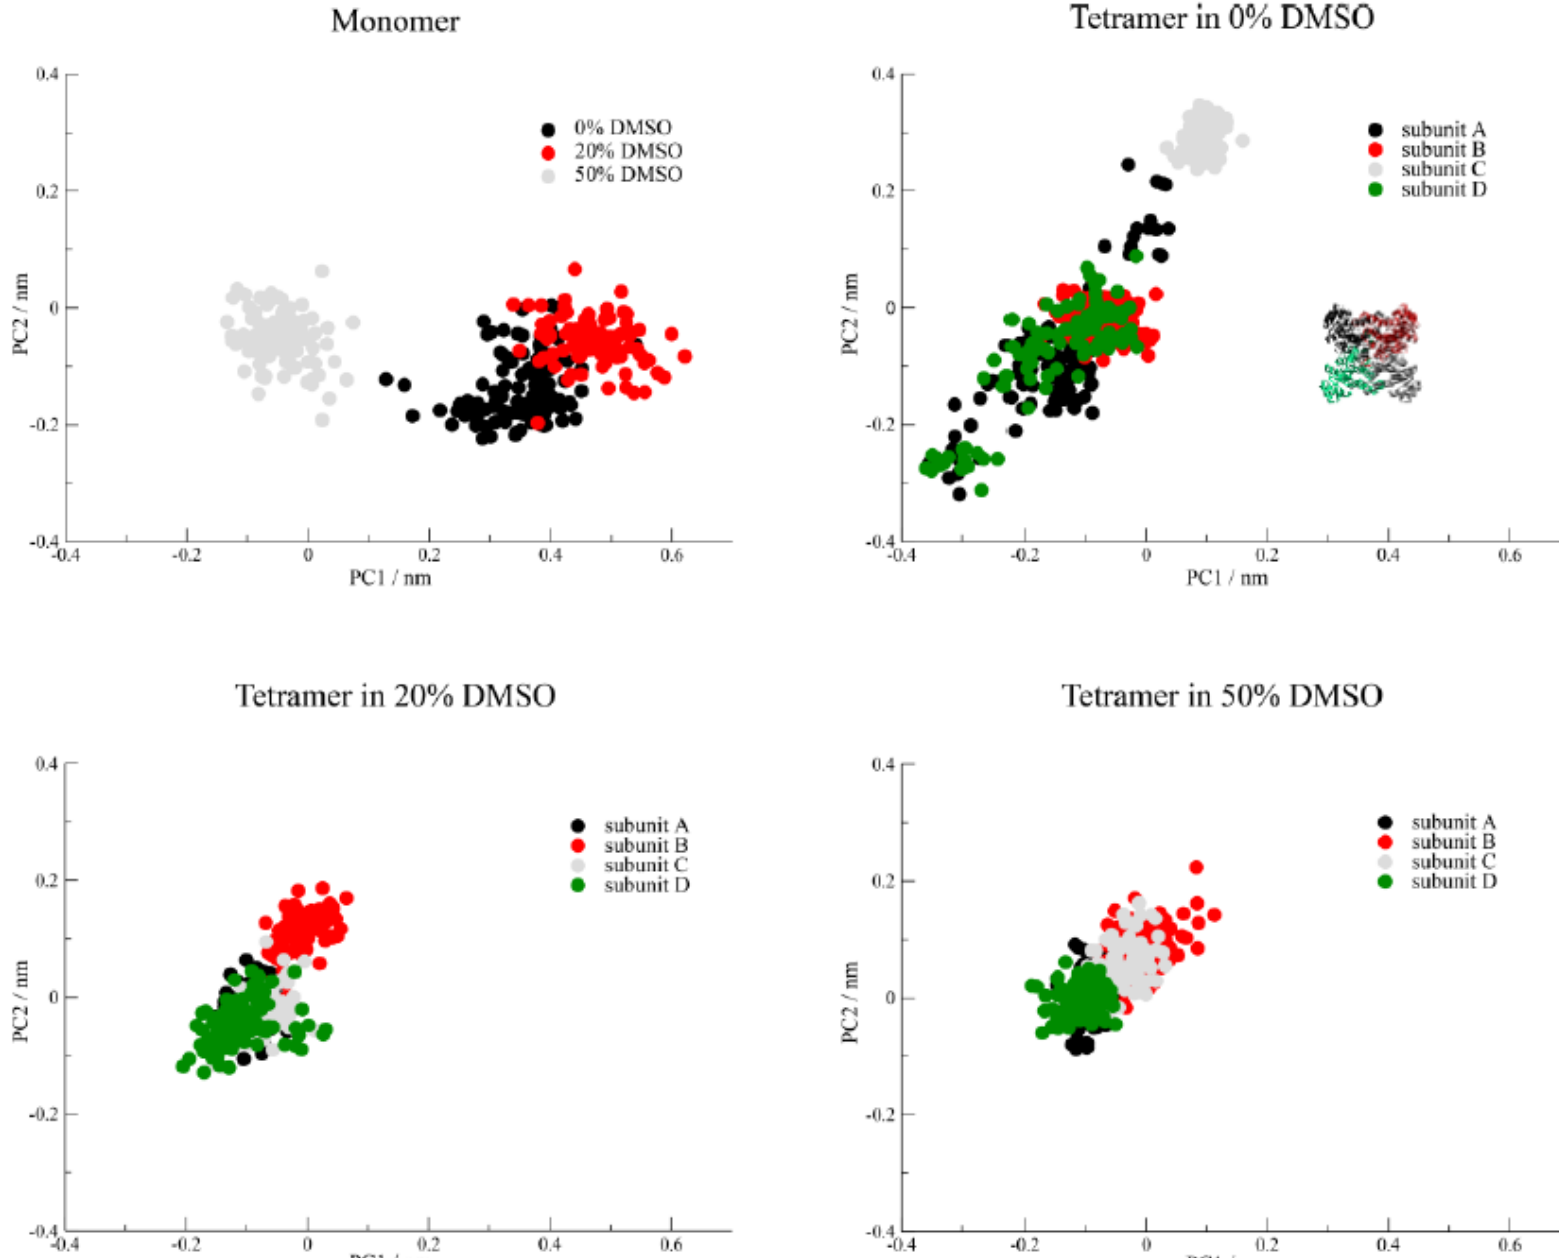 Monomer
0.4
0.2
0
-0.2
-0.4
PC2 / nm
0% DMSO
20% DMSO
50% DMSO
-0.4
-0.2
0
0.2
0.4
0.6
PC1 / nm
Tetramer in 0% DMSO
0.4
0.2
0
-0.2
-0.4
PC2 / nm
subunit A
subunit B
subunit C
subunit D
-0.4
-0.2
0
0.2
0.4
0.6
PC1 / nm
Tetramer in 20% DMSO
0.4
0.2
0
-0.2
-0.4
PC2 / nm
subunit A
subunit B
subunit C
subunit D
-0.4
-0.2
0
0.2
0.4
0.6
Tetramer in 50% DMSO
0.4
0.2
0
-0.2
-0.4
PC2 / nm
subunit A
subunit B
subunit C
subunit D
-0.4
-0.2
0
0.2
0.4
0.6